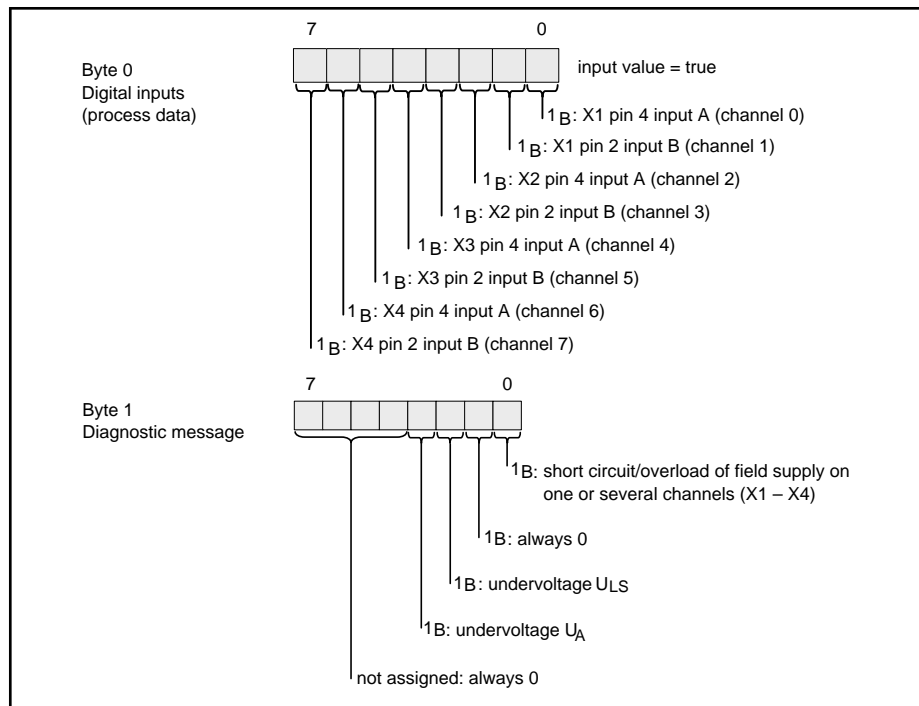 7 0
Byte 0
Digital inputs
(process data)
input value = true
1B: X1 pin 4 input A (channel 0)
1B: X1 pin 2 input B (channel 1)
1B: X2 pin 4 input A (channel 2)
1B: X2 pin 2 input B (channel 3)
1B: X3 pin 4 input A (channel 4)
1B: X3 pin 2 input B (channel 5)
1B: X4 pin 4 input A (channel 6)
1B: X4 pin 2 input B (channel 7)
7 0
Byte 1
Diagnostic message
1B: short circuit/overload of field supply on
one or several channels (X1 – X4)
1B: always 0
1B: undervoltage ULS
1B: undervoltage UA
not assigned: always 0